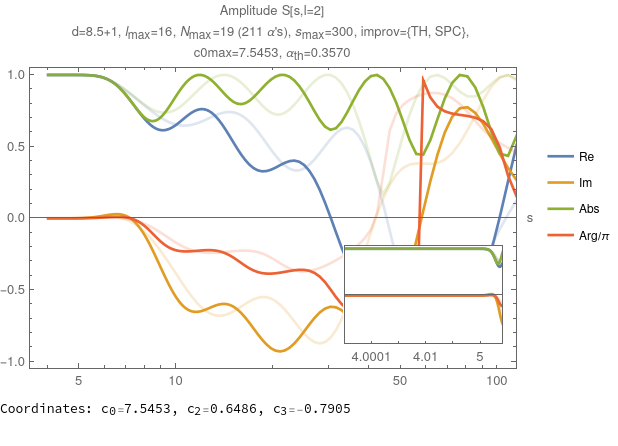 Amplitude S[s,l=2]
d=8.5+1, lmax=16, Nmax=19 (211 α's), smax=300, improv={TH, SPC},
c0max=7.5453, αth=0.3570
1.0
0.5
0.0
−0.5
−1.0
5
10
50
100
s
4.0001
4.01
5
Re
Im
Abs
Arg/π
Coordinates: c0=7.5453, c2=0.6486, c3=−0.7905